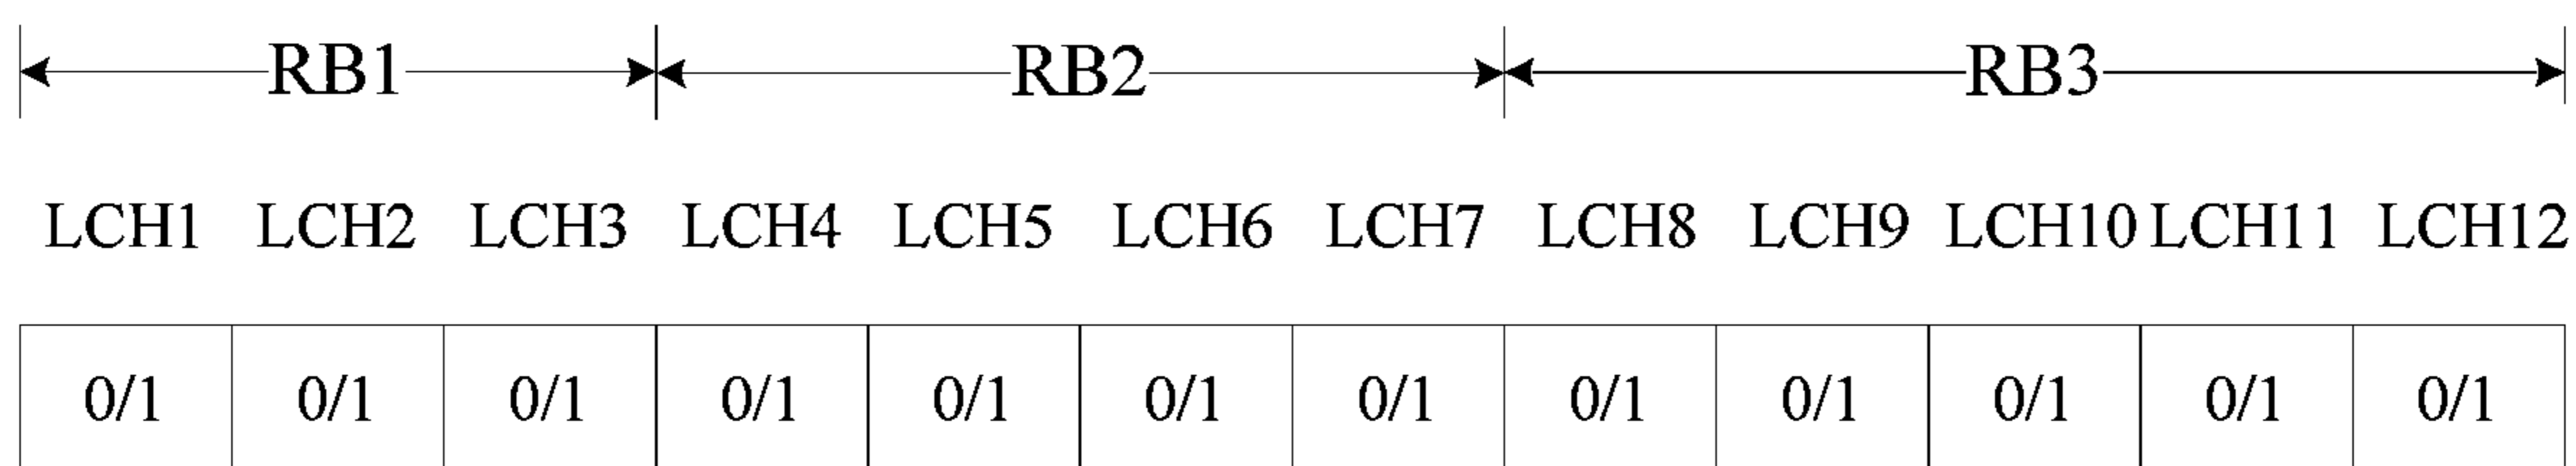 RB1 RB2 RB3
LCH1 LCH2 LCH3 LCH4 LCH5 LCH6 LCH7 LCH8 LCH9 LCH10 LCH11 LCH12
0/1 0/1 0/1 0/1 0/1 0/1 0/1 0/1 0/1 0/1 0/1 0/1